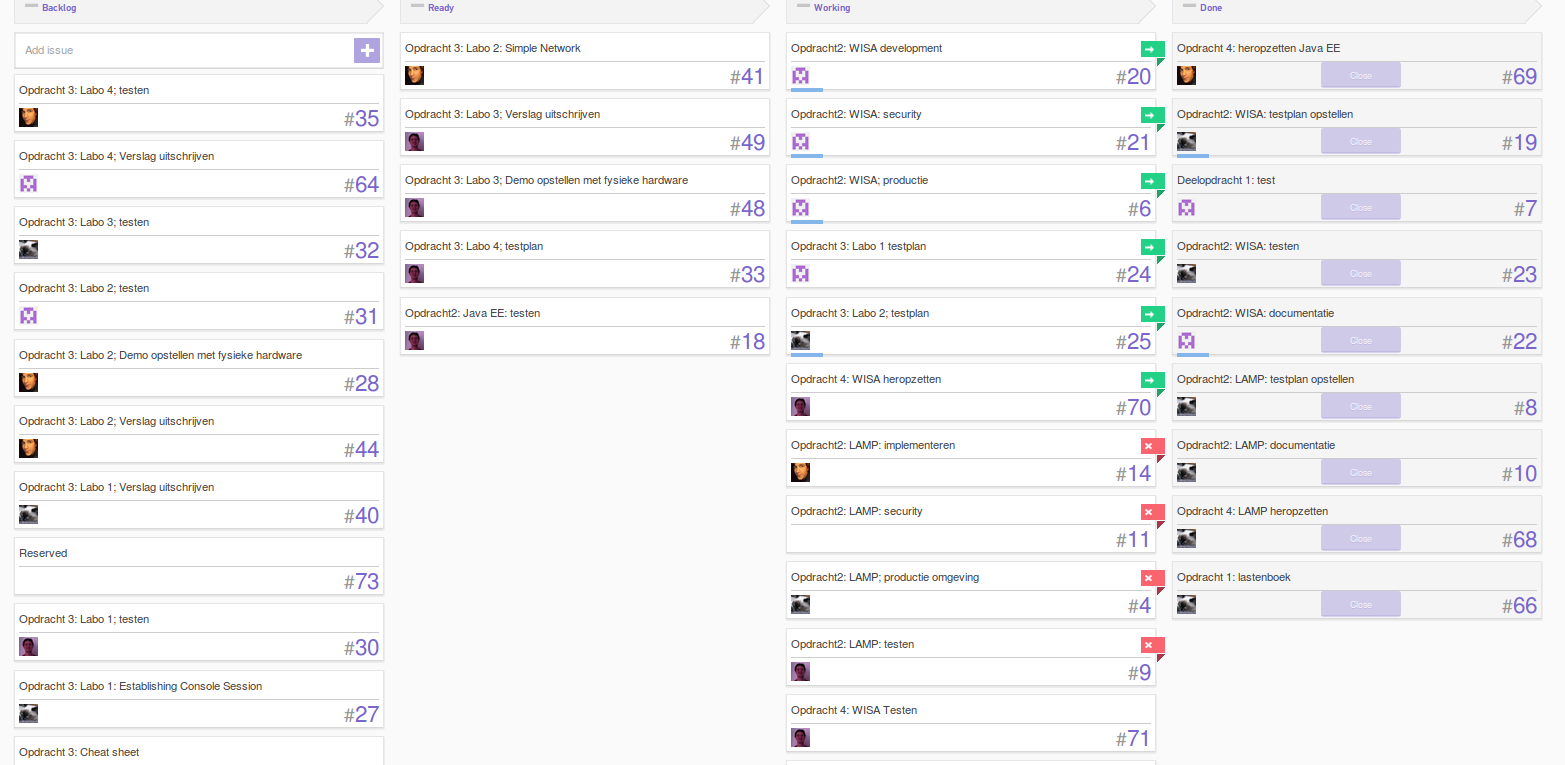 Backlog
Add issue
Opdracht 3: Labo 4; testen
#35
Opdracht 3: Labo 4; Verslag uitschrijven
#64
Opdracht 3: Labo 3; testen
#32
Opdracht 3: Labo 2; testen
#31
Opdracht 3: Labo 2; Demo opstellen met fysieke hardware
#28
Opdracht 3: Labo 2; Verslag uitschrijven
#44
Opdracht 3: Labo 1; Verslag uitschrijven
#40
Reserved
#73
Opdracht 3: Labo 1; testen
#30
Opdracht 3: Labo 1: Establishing Console Session
#27
Opdracht 3: Cheat sheet
Ready
Opdracht 3: Labo 2: Simple Network
#41
Opdracht 3: Labo 3; Verslag uitschrijven
#49
Opdracht 3: Labo 3; Demo opstellen met fysieke hardware
#48
Opdracht 3: Labo 4; testplan
#33
Opdracht2: Java EE: testen
#18
Working
Opdracht2: WISA development
#20
Opdracht2: WISA: security
#21
Opdracht2: WISA; productie
#6
Opdracht 3: Labo 1 testplan
#24
Opdracht 3: Labo 2; testplan
#25
Opdracht 4: WISA heropzetten
#70
Opdracht2: LAMP: implementeren
#14
Opdracht2: LAMP: security
#11
Opdracht2: LAMP; productie omgeving
#4
Opdracht2: LAMP: testen
#9
Opdracht 4: WISA Testen
#71
Done
Opdracht 4: heropzetten Java EE
Close #69
Opdracht2: WISA: testplan opstellen
Close #19
Deelopdracht 1: test
Close #7
Opdracht2: WISA: testen
Close #23
Opdracht2: WISA: documentatie
Close #22
Opdracht2: LAMP: testplan opstellen
Close #8
Opdracht2: LAMP: documentatie
Close #10
Opdracht 4: LAMP heropzetten
Close #68
Opdracht 1: lastenboek
Close #66